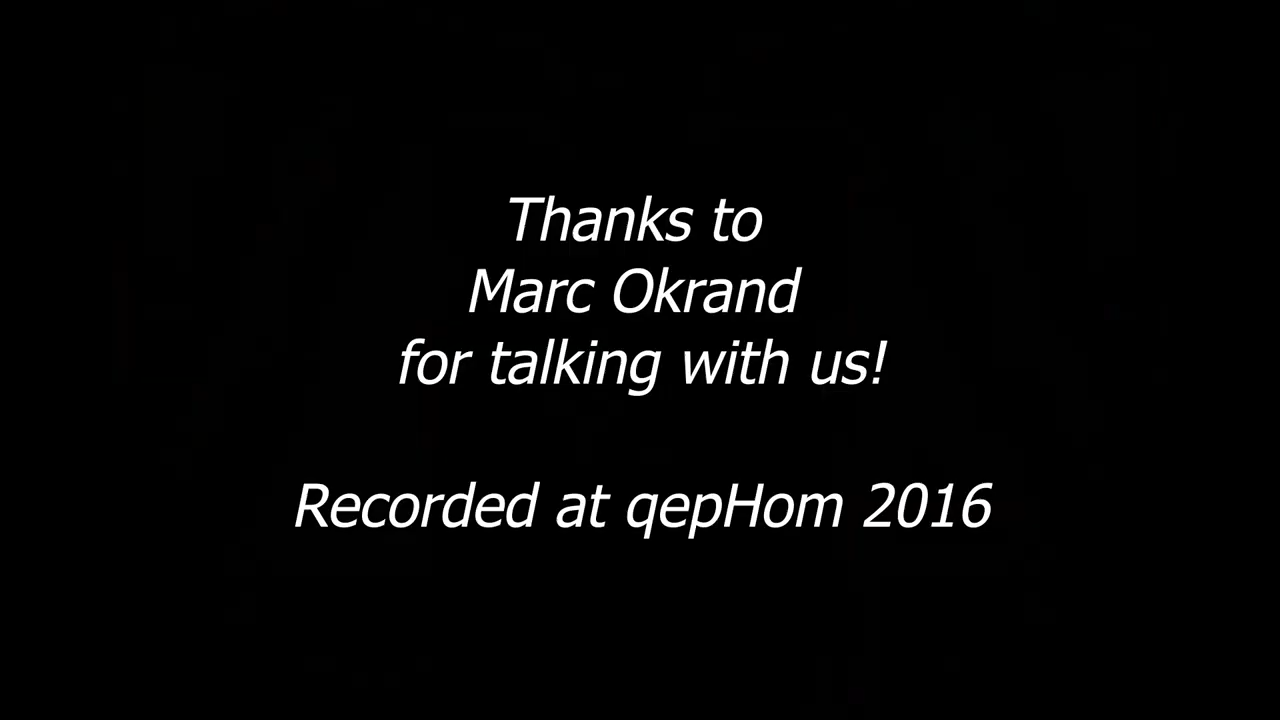 Thanks to
Marc Okrand
for talking with us!
Recorded at qepHom 2016